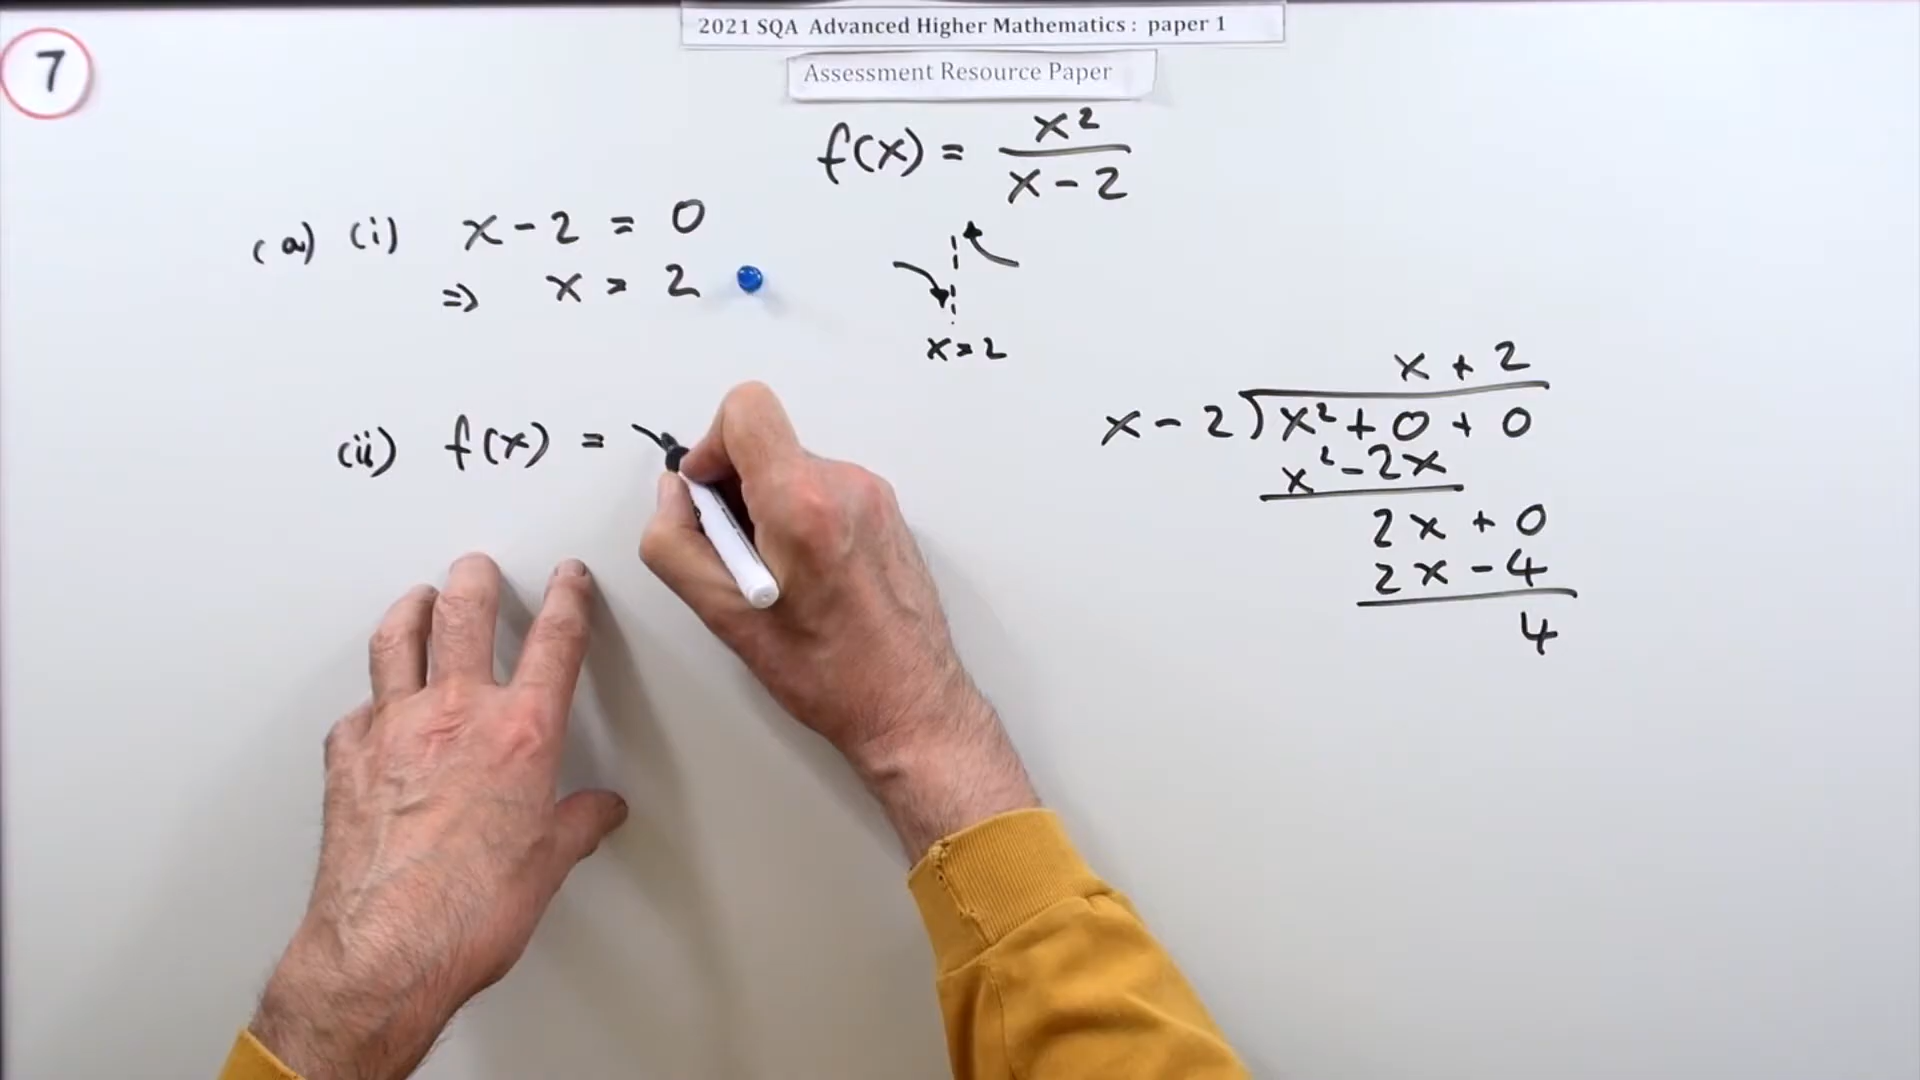 7
2021 SQA Advanced Higher Mathematics : paper 1
Assessment Resource Paper
f(x) = x² / x - 2
(a) (i) x - 2 = 0
⇒ x = 2
x = 2
(ii) f(x) =
x + 2
x - 2 ) x² + 0 + 0
x² - 2x
2x + 0
2x - 4
4